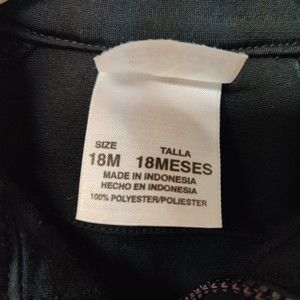 SIZE TALLA
18M 18MESES
MADE IN INDONESIA
HECHO EN INDONESIA
100% POLYESTER/POLIESTER